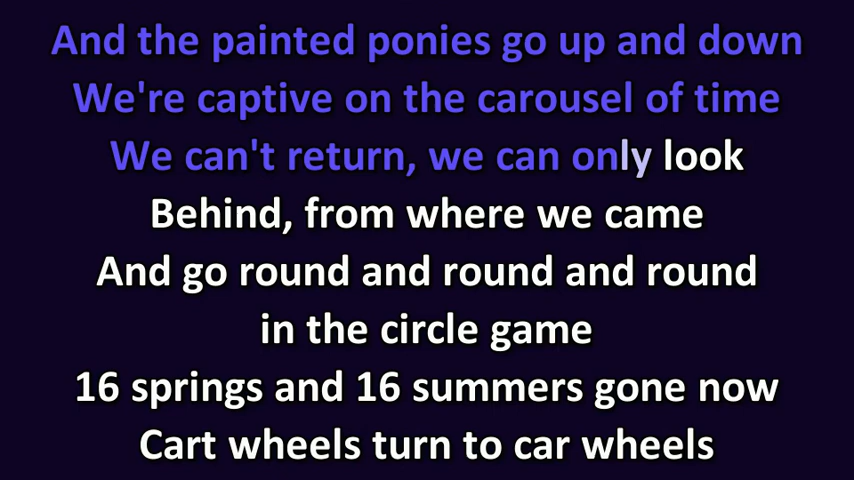 And the painted ponies go up and down
We're captive on the carousel of time
We can't return, we can only look
Behind, from where we came
And go round and round and round
in the circle game
16 springs and 16 summers gone now
Cart wheels turn to car wheels